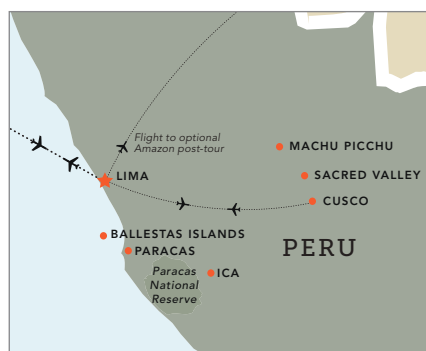 Flight to optional
Amazon post-tour
MACHU PICCHU
LIMA
SACRED VALLEY
CUSCO
BALLESTAS ISLANDS
PARACAS
PERU
Paracas
National
Reserve
ICA